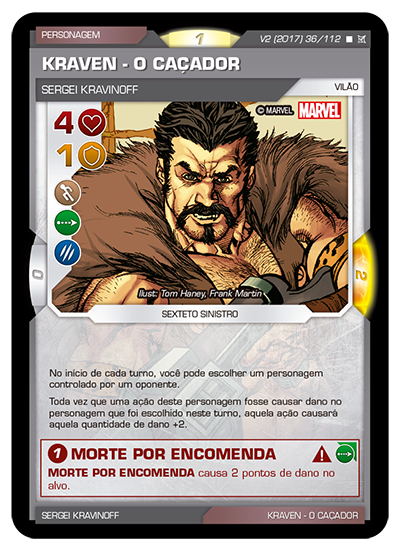 PERSONAGEM
1
V2 (2017) 36/112
KRAVEN - O CAÇADOR
SERGEI KRAVINOFF
VILÃO
© MARVEL MARVEL
4
1
0
2
Ilust: Tom Haney, Frank Martin
SEXTETO SINISTRO
No início de cada turno, você pode escolher um personagem
controlado por um oponente.
Toda vez que uma ação deste personagem fosse causar dano no
personagem que foi escolhido neste turno, aquela ação causará
aquela quantidade de dano +2.
1 MORTE POR ENCOMENDA
MORTE POR ENCOMENDA causa 2 pontos de dano no
alvo.
SERGEI KRAVINOFF
KRAVEN - O CAÇADOR